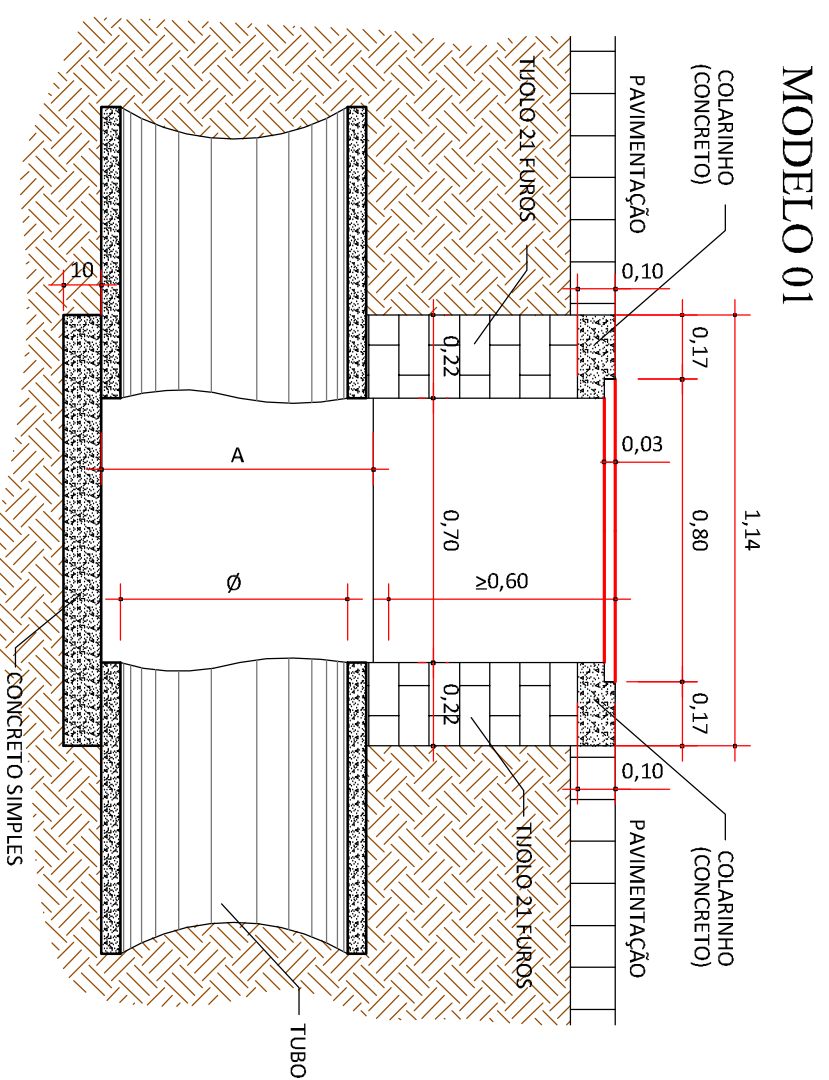 MODELO 01
COLARINHO
(CONCRETO)
COLARINHO
(CONCRETO)
1,14
0,17
0,80
0,17
PAVIMENTAÇÃO
0,10
0,03
0,10
PAVIMENTAÇÃO
TIJOLO 21 FUROS
≥0,60
TIJOLO 21 FUROS
0,22
0,70
0,22
A
Ø
10
TUBO
CONCRETO SIMPLES